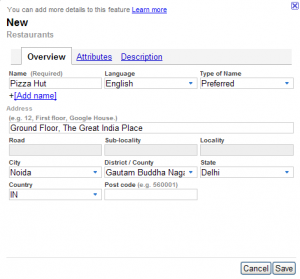 You can add more details to this feature Learn more
New
Restaurants
Overview Attributes Description
Name (Required) Language Type of Name
Pizza Hut English Preferred
+[Add name]
Address
(e.g. 12, First floor, Google House.)
Ground Floor, The Great India Place
Road Sub-locality Locality
City District / County State
Noida Gautam Buddha Naga Delhi
Country Post code (e.g. 560001)
IN
Cancel Save